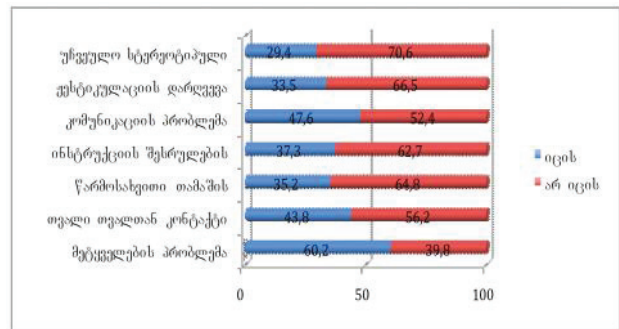 უჩვეულო სტერეოტიპული 29,4 70,6
ჟესტიკულაციის დარღვევა 33,5 66,5
კომუნიკაციის პრობლემა 47,6 52,4
ინსტრუქციის შესრულების 37,3 62,7
წარმოსახვითი თამაშის 35,2 64,8
თვალი თვალთან კონტაქტი 43,8 56,2
მეტყველების პრობლემა 60,2 39,8
0 50 100
იცის
არ იცის